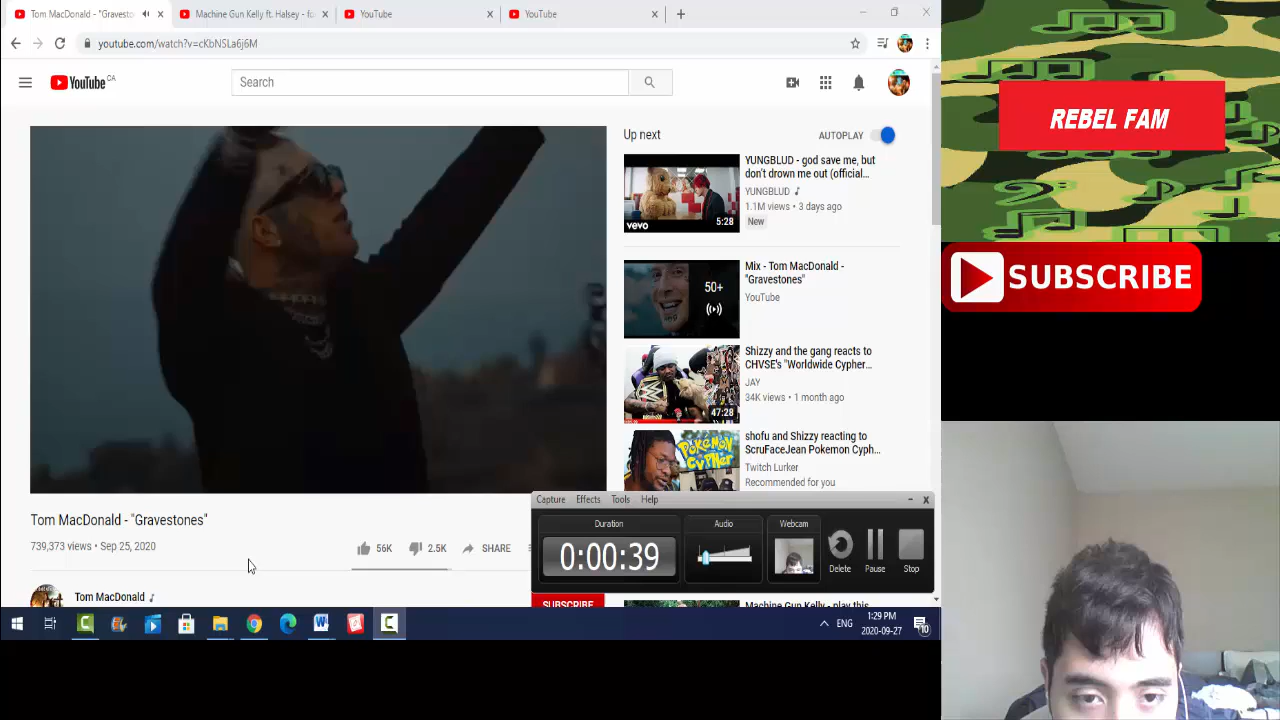 Tom MacDonald - "Gravesto
Machine Gun Kelly ft. Halsey - fo
YouTube
YouTube
youtube.com/watch?v=cKbNSLa6j6M
YouTube CA
Search
REBEL FAM
SUBSCRIBE
Up next
AUTOPLAY
YUNGBLUD - god save me, but
don't drown me out (official...
YUNGBLUD
1.1M views • 3 days ago
New
vevo
5:28
Mix - Tom MacDonald -
"Gravestones"
YouTube
50+
Shizzy and the gang reacts to
CHVSE's "Worldwide Cypher...
JAY
34K views • 1 month ago
47:28
shofu and Shizzy reacting to
ScruFaceJean Pokemon Cyph...
Twitch Lurker
Recommended for you
POKEMON
CYPHER
Capture Effects Tools Help
Duration
Audio
Webcam
0:00:39
Delete
Pause
Stop
Tom MacDonald - "Gravestones"
739,373 views • Sep 25, 2020
56K
2.5K
SHARE
Tom MacDonald
SUBSCRIBE
Machine Gun Kelly - play this
ENG
1:29 PM
2020-09-27
10